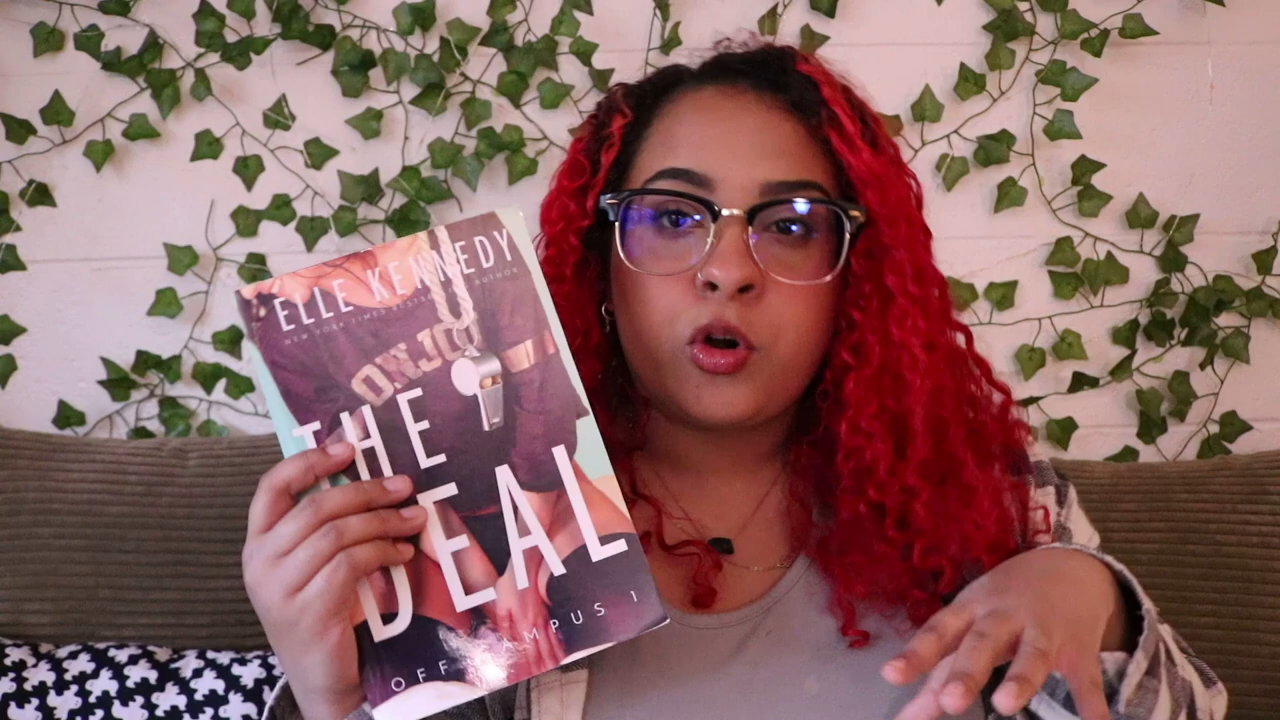 ELLE KENNEDY
NEW YORK TIMES BESTSELLING AUTHOR
THE
DEAL
OFF-CAMPUS 1